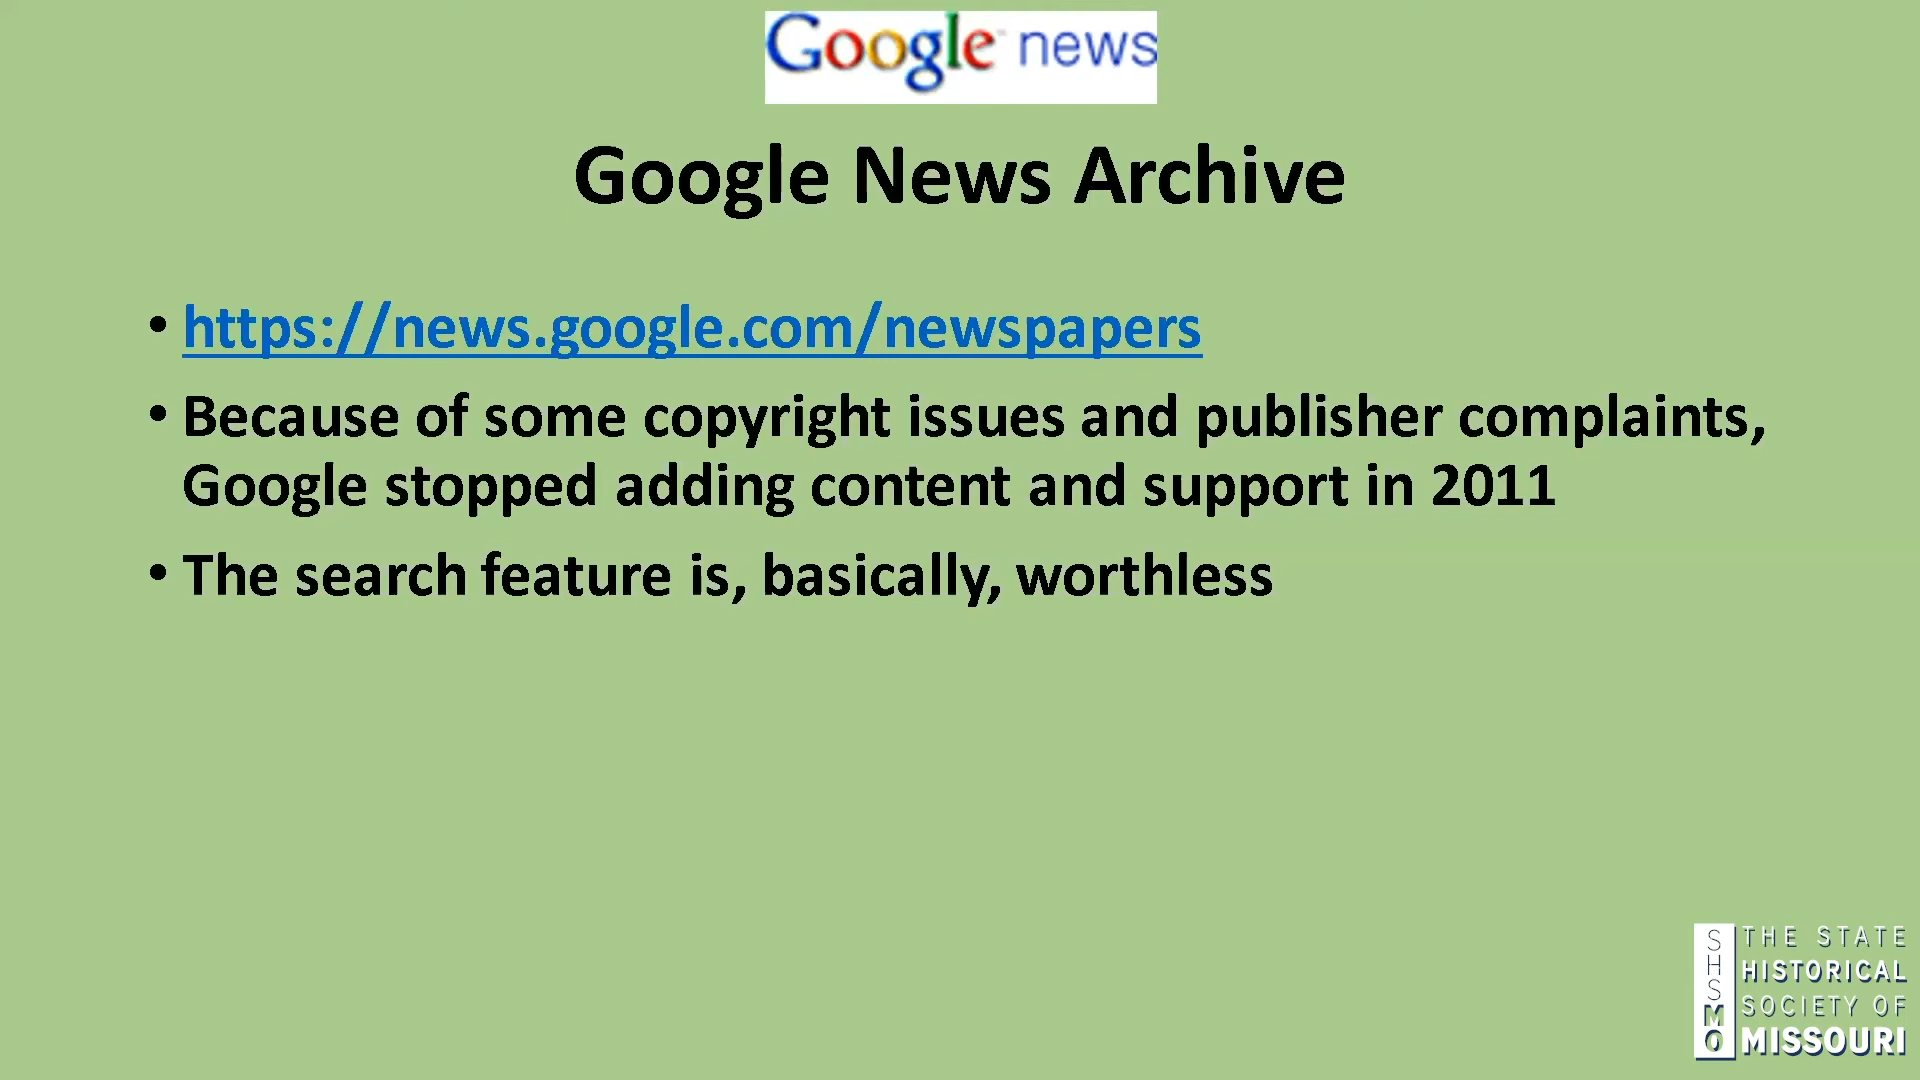 Google news
Google News Archive
• https://news.google.com/newspapers
• Because of some copyright issues and publisher complaints,
Google stopped adding content and support in 2011
• The search feature is, basically, worthless
SHSMO
THE STATE
HISTORICAL
SOCIETY OF
MISSOURI